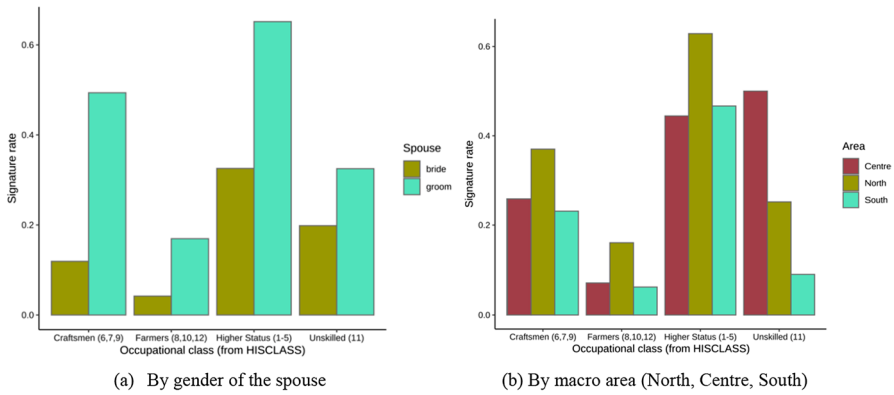 0.6
0.4
0.2
0.0
Signature rate
Craftsmen (6,7,9) Farmers (8,10,12) Higher Status (1-5) Unskilled (11)
Occupational class (from HISCLASS)
Spouse
bride
groom
(a) By gender of the spouse
0.6
0.4
0.2
0.0
Signature rate
Craftsmen (6,7,9) Farmers (8,10,12) Higher Status (1-5) Unskilled (11)
Occupational class (from HISCLASS)
Area
Centre
North
South
(b) By macro area (North, Centre, South)